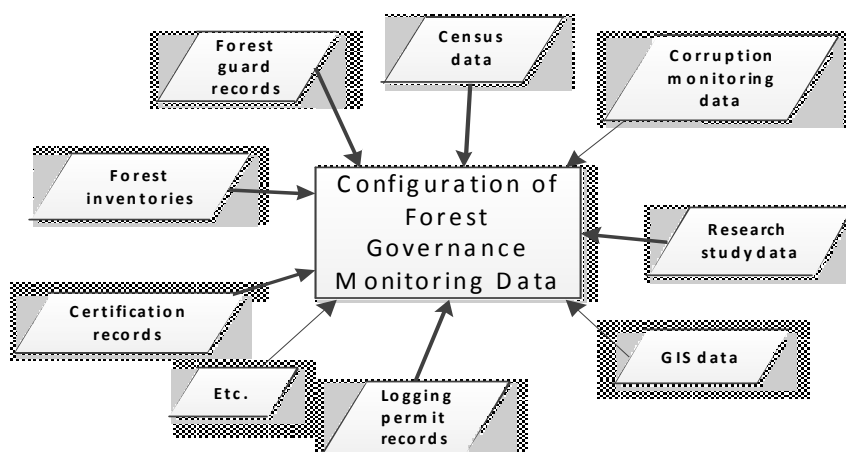 Forest
guard
records
Census
data
Corruption
monitoring
data
Forest
inventories
Configuration of
Forest
Governance
Monitoring Data
Research
study data
Certification
records
GIS data
Etc.
Logging
permit
records